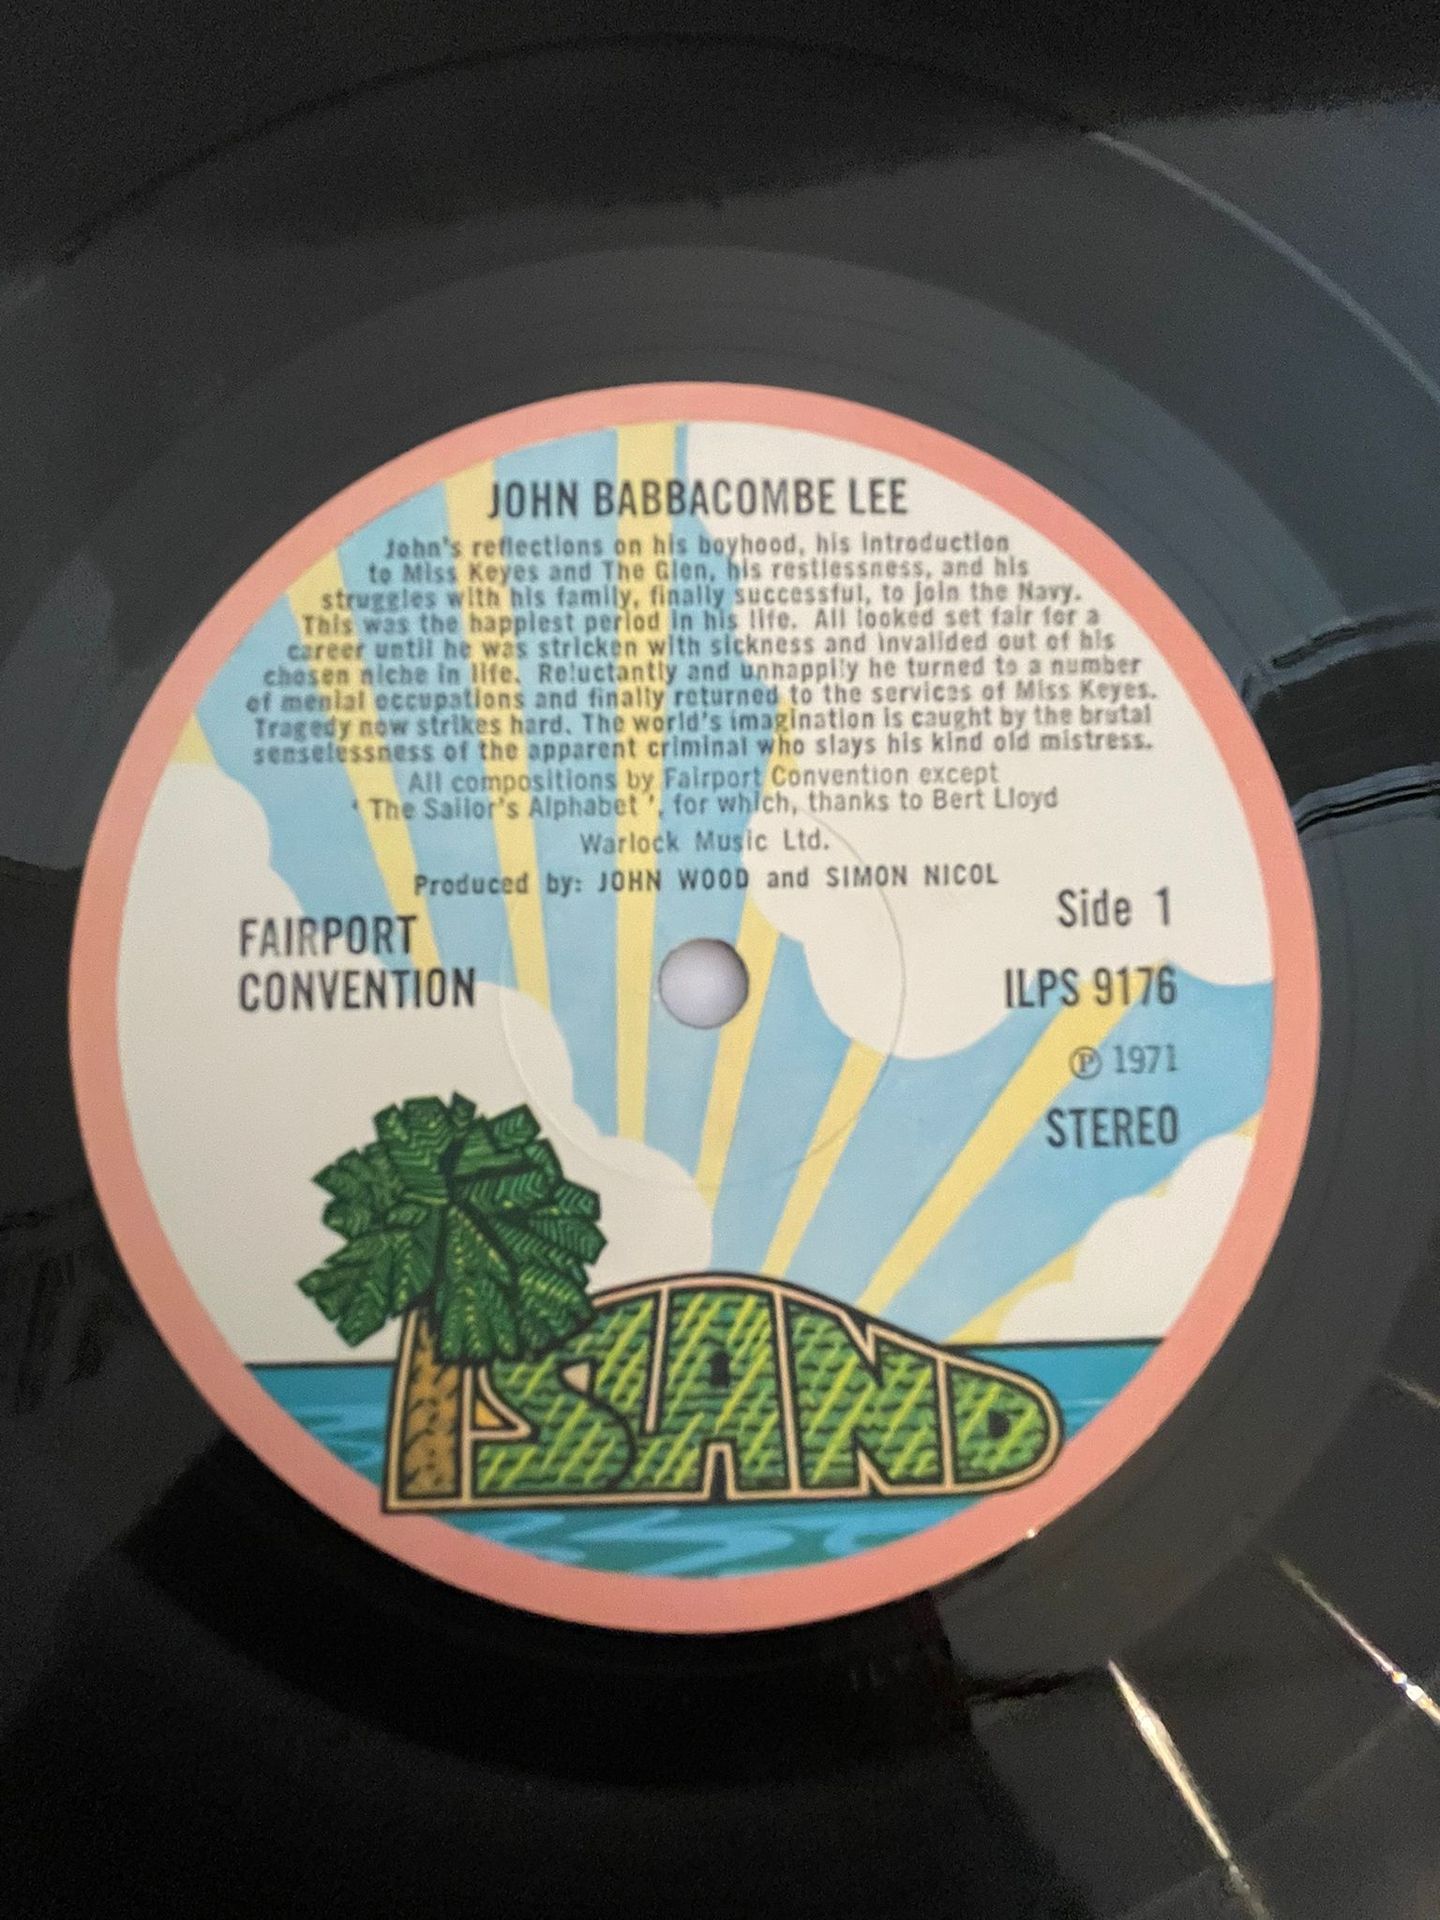 JOHN BABBACOMBE LEE
John's reflections on his boyhood, his introduction
to Miss Keyes and The Glen, his restlessness, and his
struggles with his family, finally successful, to join the Navy.
This was the happiest period in his life. All looked set fair for a
career until he was stricken with sickness and invalided out of his
chosen niche in life. Reluctantly and unhappily he turned to a number
of menial occupations and finally returned to the services of Miss Keyes.
Tragedy now strikes hard. The world's imagination is caught by the brutal
senselessness of the apparent criminal who slays his kind old mistress.
All compositions by Fairport Convention except
' The Sailor's Alphabet ', for which, thanks to Bert Lloyd
Warlock Music Ltd.
Produced by: JOHN WOOD and SIMON NICOL
FAIRPORT
CONVENTION
Side 1
ILPS 9176
℗ 1971
STEREO
ISLAND